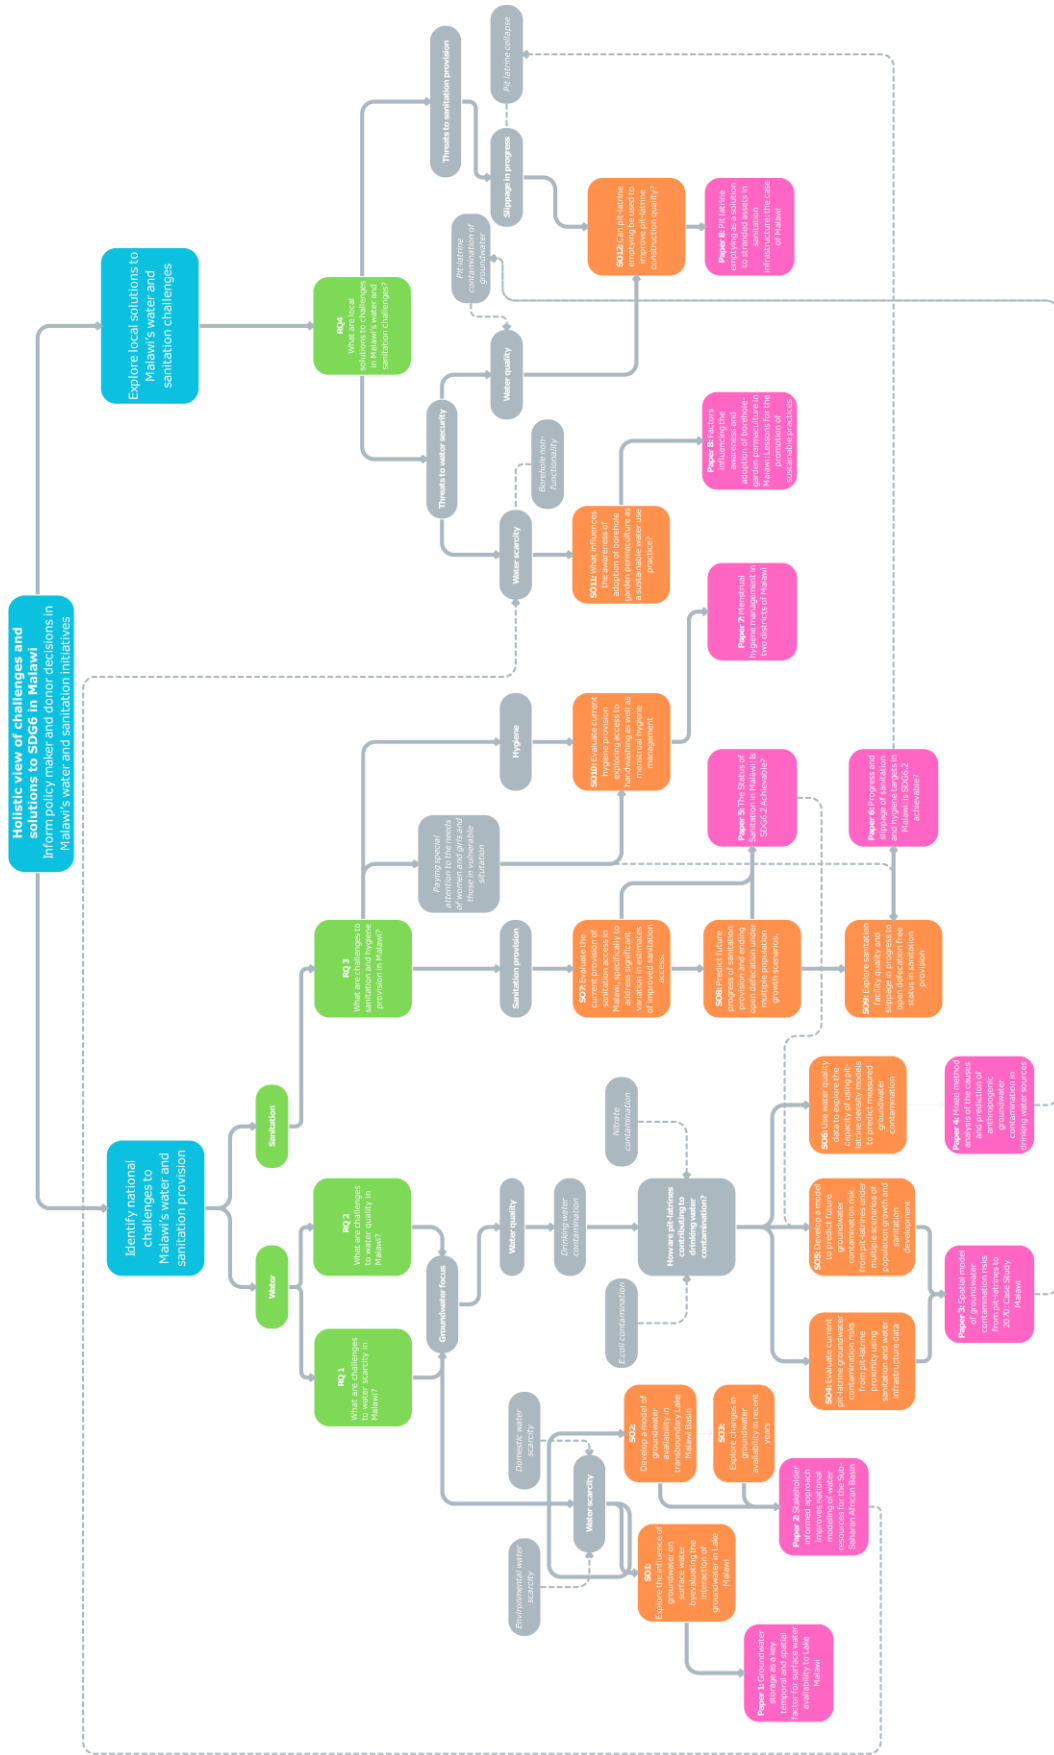 Holistic view of challenges and
solutions to SDG6 in Malawi
Inform policy maker and donor decisions in
Malawi's water and sanitation initiatives
Identify national
challenges to
Malawi's water and
sanitation provision
Explore local solutions to
Malawi's water and
sanitation challenges
Water
Sanitation
RQ 1
What are challenges
to water scarcity in
Malawi?
RQ 2
What are challenges
to water quality in
Malawi?
RQ 3
What are challenges to
sanitation and hygiene
provision in Malawi?
RQ4
What are local
solutions to challenges
in Malawi's water and
sanitation challenges?
Groundwater focus
Paying special
attention to the needs
of women and girls and
those in vulnerable
situtation
Threats to water security
Threats to sanitation provision
Environmental water
scarcity
Domestic water
scarcity
Water scarcity
Water quality
Drinking water
contamination
Sanitation provision
Hygiene
Water scarcity
Borehole non-
functionality
Water quality
Pit-latrine
contamination of
groundwater
Slippage in progress
Pit latrine collapse
E.coli contamination
Nitrate
contamination
How are pit-latrines
contributing to
drinking water
contamination?
SO1:
Explore the influence of
groundwater on
surface water
byevaluating the
interaction of
groundwater in Lake
Malawi
SO2:
Develop a model of
groundwater
availability in
transboundary Lake
Malawi Basin
SO3:
Explore changes in
groundwater
availability in recent
years
SO4: Evaluate current
pit-latrine groundwater
contamination risks
from pit-latrine
proximity using
sanitation and water
infrastructure data
SO5: Develop a model
to predict future
groundwater
contamination risk
from pit-latrines under
multiple scenarios of
population growth and
sanitation
development
SO6: Use water quality
data to explore the
capacity of using pit-
latrine density models
to predict measured
groundwater
contamination
SO7: Evaluate the
current provision of
sanitation access in
Malawi, specifically to
address significant
variation in estimates
of improved sanitation
access.
SO8: Predict future
progress of sanitation
provision and ending
open defecation under
multiple population
growth scenarios.
SO9: Explore sanitation
facility quality and
slippage in progress to
open defecation free
status in sanitation
provision
SO10: Evaluate current
hygiene provision
exploring access to
handwashing as well as
menstrual hygiene
management
SO11: What influences
the awareness of
adoption of borehole
garden permaculture as
a sustainable water use
practice?
SO12: Can pit-latrine
emptying be used to
improve pit-latrine
construction quality?
Paper 1: Groundwater
storage as a key
temporal and spatial
factor for surface water
availability to Lake
Malawi
Paper 2: Stakeholder
informed approach
improves national
modeling of water
resources for the Sub-
Saharan African Basin
Paper 3: Spatial model
of groundwater
contamination risks
from pit-latrines to
2070: Case Study
Malawi
Paper 4: Mixed method
analysis of the causes
and prediction of
anthropogenic
groundwater
contamination in
drinking water sources
Paper 5: The Status of
Sanitation in Malawi: Is
SDG6.2 Achievable?
Paper 6: Progress and
slippage of sanitation
and hygiene targets in
Malawi: is SDG6.2
achievable?
Paper 7: Menstrual
hygiene management in
two districts of Malawi
Paper 8: Factors
influencing the
awareness and
adoption of borehole-
garden permaculture in
Malawi: Lessons for the
promotion of
sustainable practices
Paper 8: Pit latrine
emptying as a solution
to stranded assets in
sanitation
infrastructure: the case
of Malawi